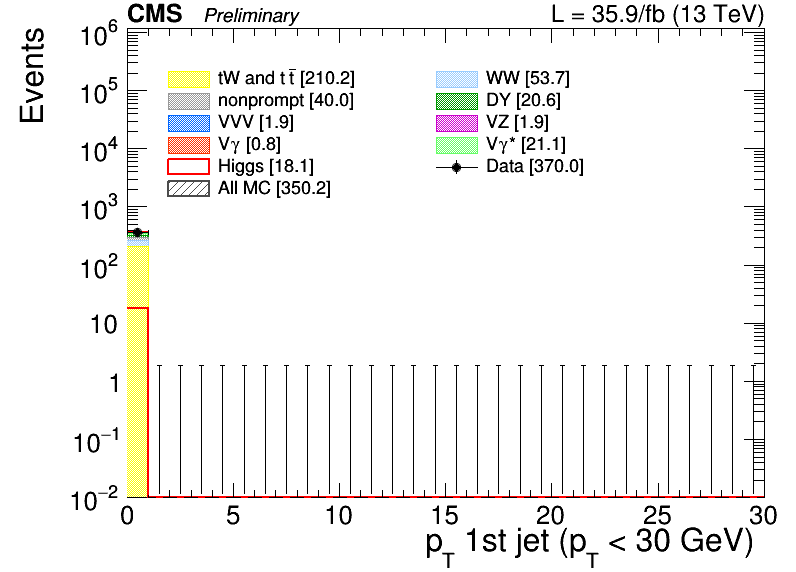 CMS Preliminary L = 35.9/fb (13 TeV)
Events
10⁶
10⁵
10⁴
10³
10²
10
1
10⁻¹
10⁻²
tW and tt̅ [210.2]
WW [53.7]
nonprompt [40.0]
DY [20.6]
VVV [1.9]
VZ [1.9]
Vγ [0.8]
Vγ* [21.1]
Higgs [18.1]
Data [370.0]
All MC [350.2]
0 5 10 15 20 25 30
p_T 1st jet (p_T < 30 GeV)